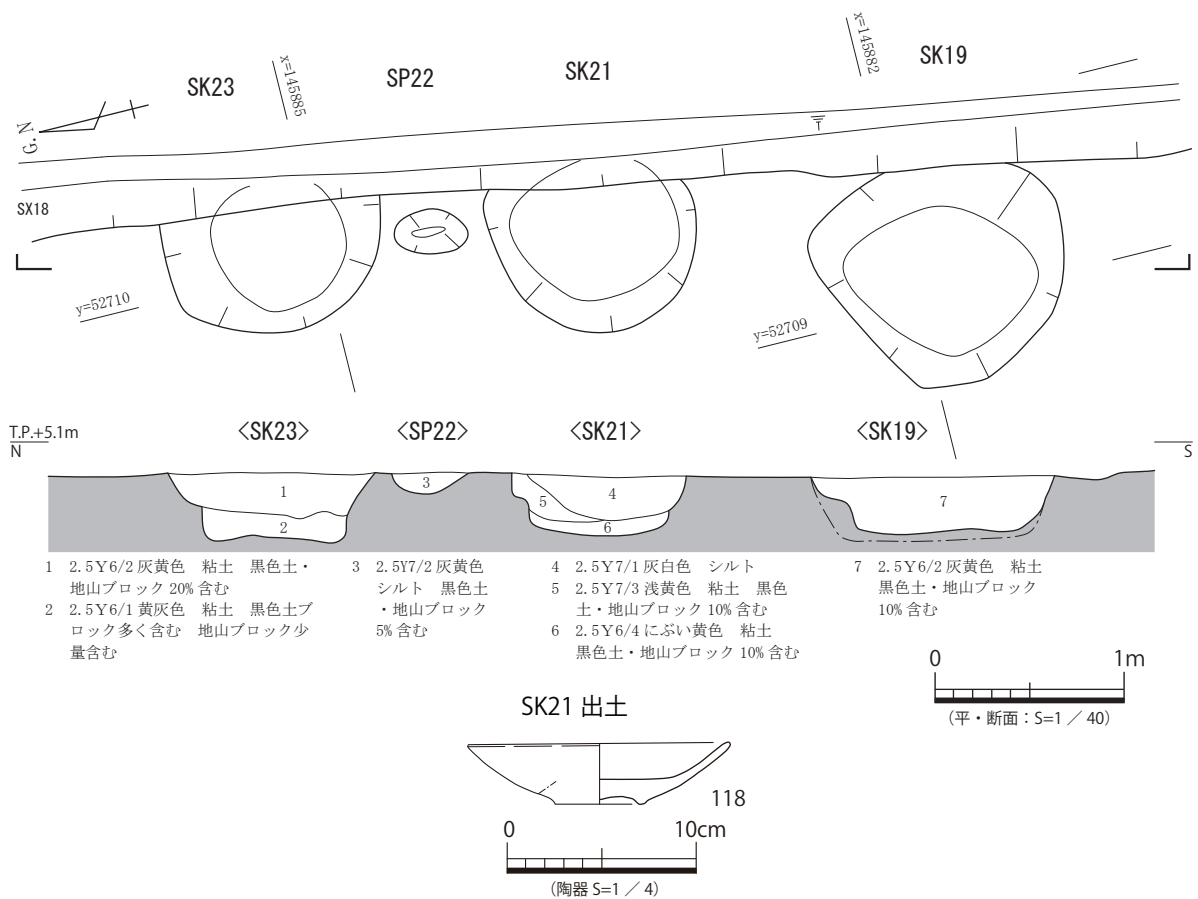 SK23
x=145885
SP22
SK21
x=145882
SK19
G.N
SX18
y=52710
y=52709
T.P.+5.1m
N
<SK23>
<SP22>
<SK21>
<SK19>
S
1
2
3
4
5
6
7
1 2.5Y6/2 灰黄色 粘土 黒色土・
地山ブロック 20% 含む
2 2.5Y6/1 黄灰色 粘土 黒色土ブ
ロック多く含む 地山ブロック少
量含む
3 2.5Y7/2 灰黄色
シルト 黒色土
・地山ブロック
5% 含む
4 2.5Y7/1 灰白色 シルト
5 2.5Y7/3 浅黄色 粘土 黒色
土・地山ブロック 10% 含む
6 2.5Y6/4 にぶい黄色 粘土
黒色土・地山ブロック 10% 含む
7 2.5Y6/2 灰黄色 粘土
黒色土・地山ブロック
10% 含む
0 1m
（平・断面：S=1 ／ 40）
SK21 出土
118
0 10cm
（陶器 S=1 ／ 4）